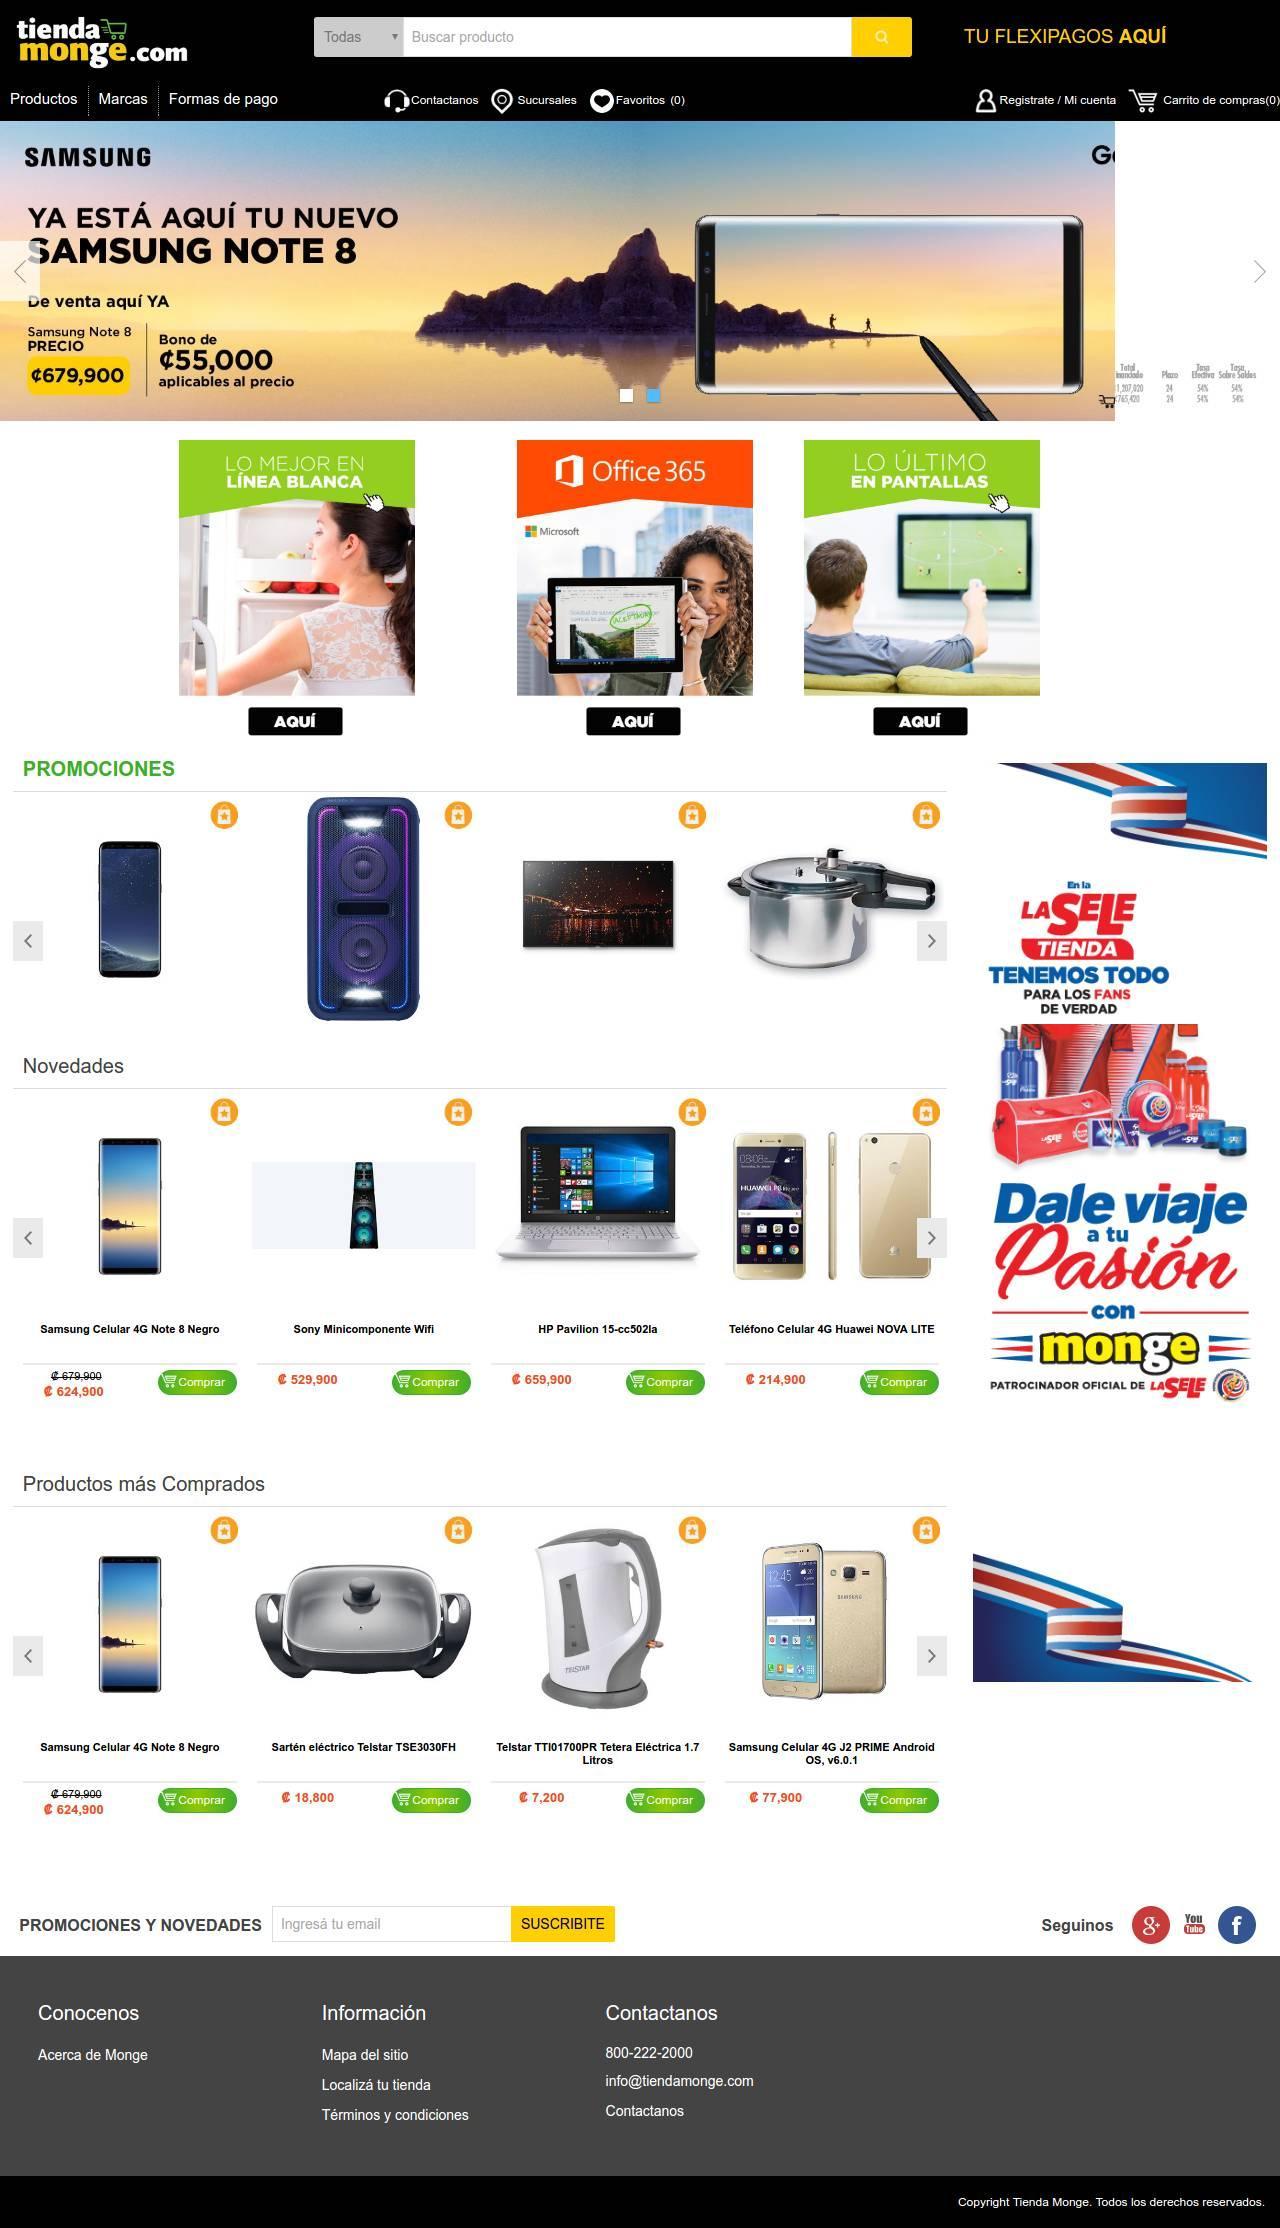 tienda
monge.com
Todas
Buscar producto
TU FLEXIPAGOS AQUÍ
Productos
Marcas
Formas de pago
Contactanos
Sucursales
Favoritos (0)
Registrate / Mi cuenta
Carrito de compras(0)
SAMSUNG
YA ESTÁ AQUÍ TU NUEVO
SAMSUNG NOTE 8
De venta aquí YA
Samsung Note 8
PRECIO
₡679,900
Bono de
₡55,000
aplicables al precio
Total
Plazo
Tasa Efectiva
Tasa Sobre Saldos
1,207,020 24 54% 54%
765,420 24 54% 54%
LO MEJOR EN
LÍNEA BLANCA
AQUÍ
Office 365
Microsoft
ACEPTADO
AQUÍ
LO ÚLTIMO
EN PANTALLAS
AQUÍ
PROMOCIONES
En la
LA SELE
TIENDA
TENEMOS TODO
PARA LOS FANS
DE VERDAD
Dale viaje
a tu
Pasión
con
monge
PATROCINADOR OFICIAL DE LA SELE
Novedades
08:08
HUAWEI P8 lite
Samsung Celular 4G Note 8 Negro
₡ 679,900
₡ 624,900
Comprar
Sony Minicomponente Wifi
₡ 529,900
Comprar
HP Pavilion 15-cc502la
₡ 659,900
Comprar
Teléfono Celular 4G Huawei NOVA LITE
₡ 214,900
Comprar
Productos más Comprados
TELSTAR
12:45
SAMSUNG
Samsung Celular 4G Note 8 Negro
₡ 679,900
₡ 624,900
Comprar
Sartén eléctrico Telstar TSE3030FH
₡ 18,800
Comprar
Telstar TTI01700PR Tetera Eléctrica 1.7
Litros
₡ 7,200
Comprar
Samsung Celular 4G J2 PRIME Android
OS, v6.0.1
₡ 77,900
Comprar
PROMOCIONES Y NOVEDADES
Ingresá tu email
SUSCRIBITE
Seguinos
g+
You
Tube
f
Conocenos
Acerca de Monge
Información
Mapa del sitio
Localizá tu tienda
Términos y condiciones
Contactanos
800-222-2000
info@tiendamonge.com
Contactanos
Copyright Tienda Monge. Todos los derechos reservados.